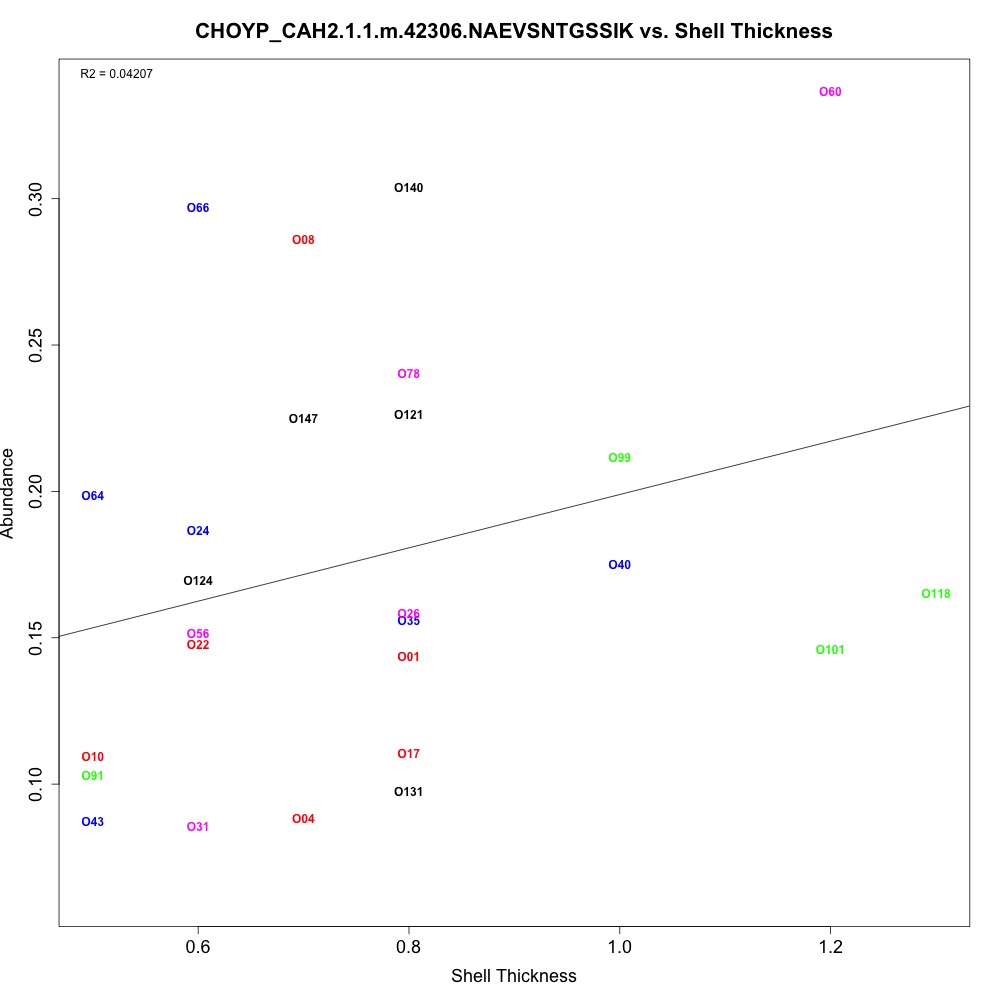 CHOYP_CAH2.1.1.m.42306.NAEVSNTGSSIK vs. Shell Thickness
R2 = 0.04207
O60
O140
0.30
O66
O08
0.25
O78
O121
O147
O99
0.20
O64
O24
O40
O124
O118
O26
O35
0.15
O56
O22
O101
O01
O17
O10
0.10
O91
O131
O04
O43
O31
Abundance
0.6 0.8 1.0 1.2
Shell Thickness